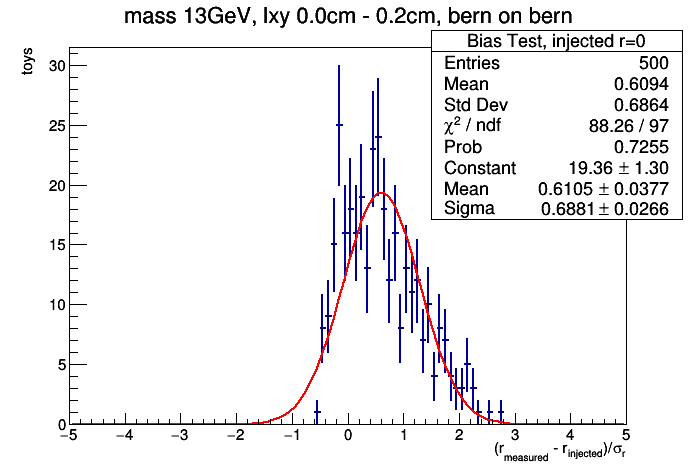 mass 13GeV, lxy 0.0cm - 0.2cm, bern on bern
Bias Test, injected r=0
Entries 500
Mean 0.6094
Std Dev 0.6864
χ² / ndf 88.26 / 97
Prob 0.7255
Constant 19.36 ± 1.30
Mean 0.6105 ± 0.0377
Sigma 0.6881 ± 0.0266
toys
30
25
20
15
10
5
0
−5 −4 −3 −2 −1 0 1 2 3 4 5
(r_measured - r_injected)/σ_r